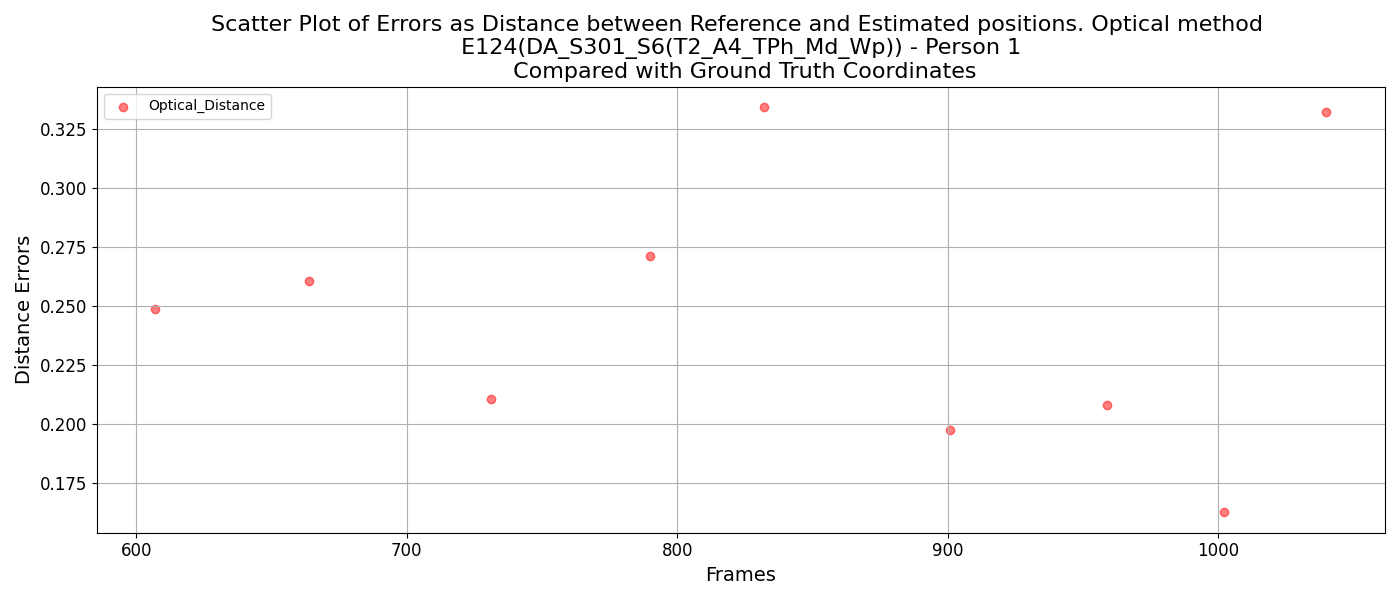 Scatter Plot of Errors as Distance between Reference and Estimated positions. Optical method
E124(DA_S301_S6(T2_A4_TPh_Md_Wp)) - Person 1
Compared with Ground Truth Coordinates
Optical_Distance
Distance Errors
0.325
0.300
0.275
0.250
0.225
0.200
0.175
600
700
800
900
1000
Frames